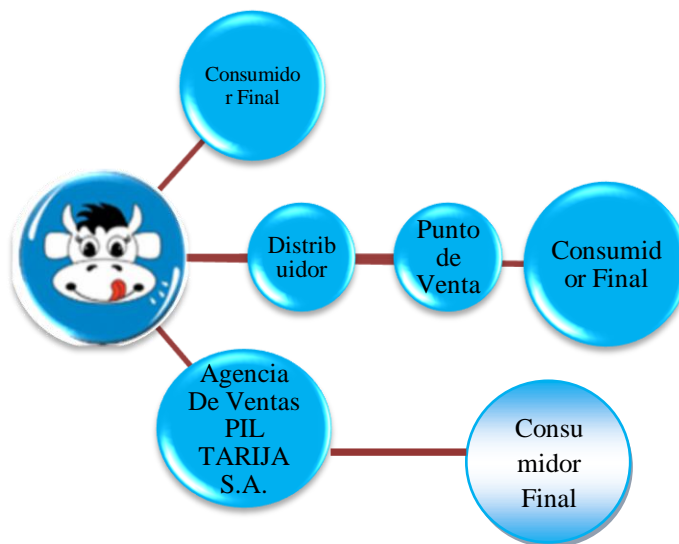 Consumido
r Final
Distrib
uidor
Punto
de
Venta
Consumid
or Final
Agencia
De Ventas
PIL
TARIJA
S.A.
Consu
midor
Final